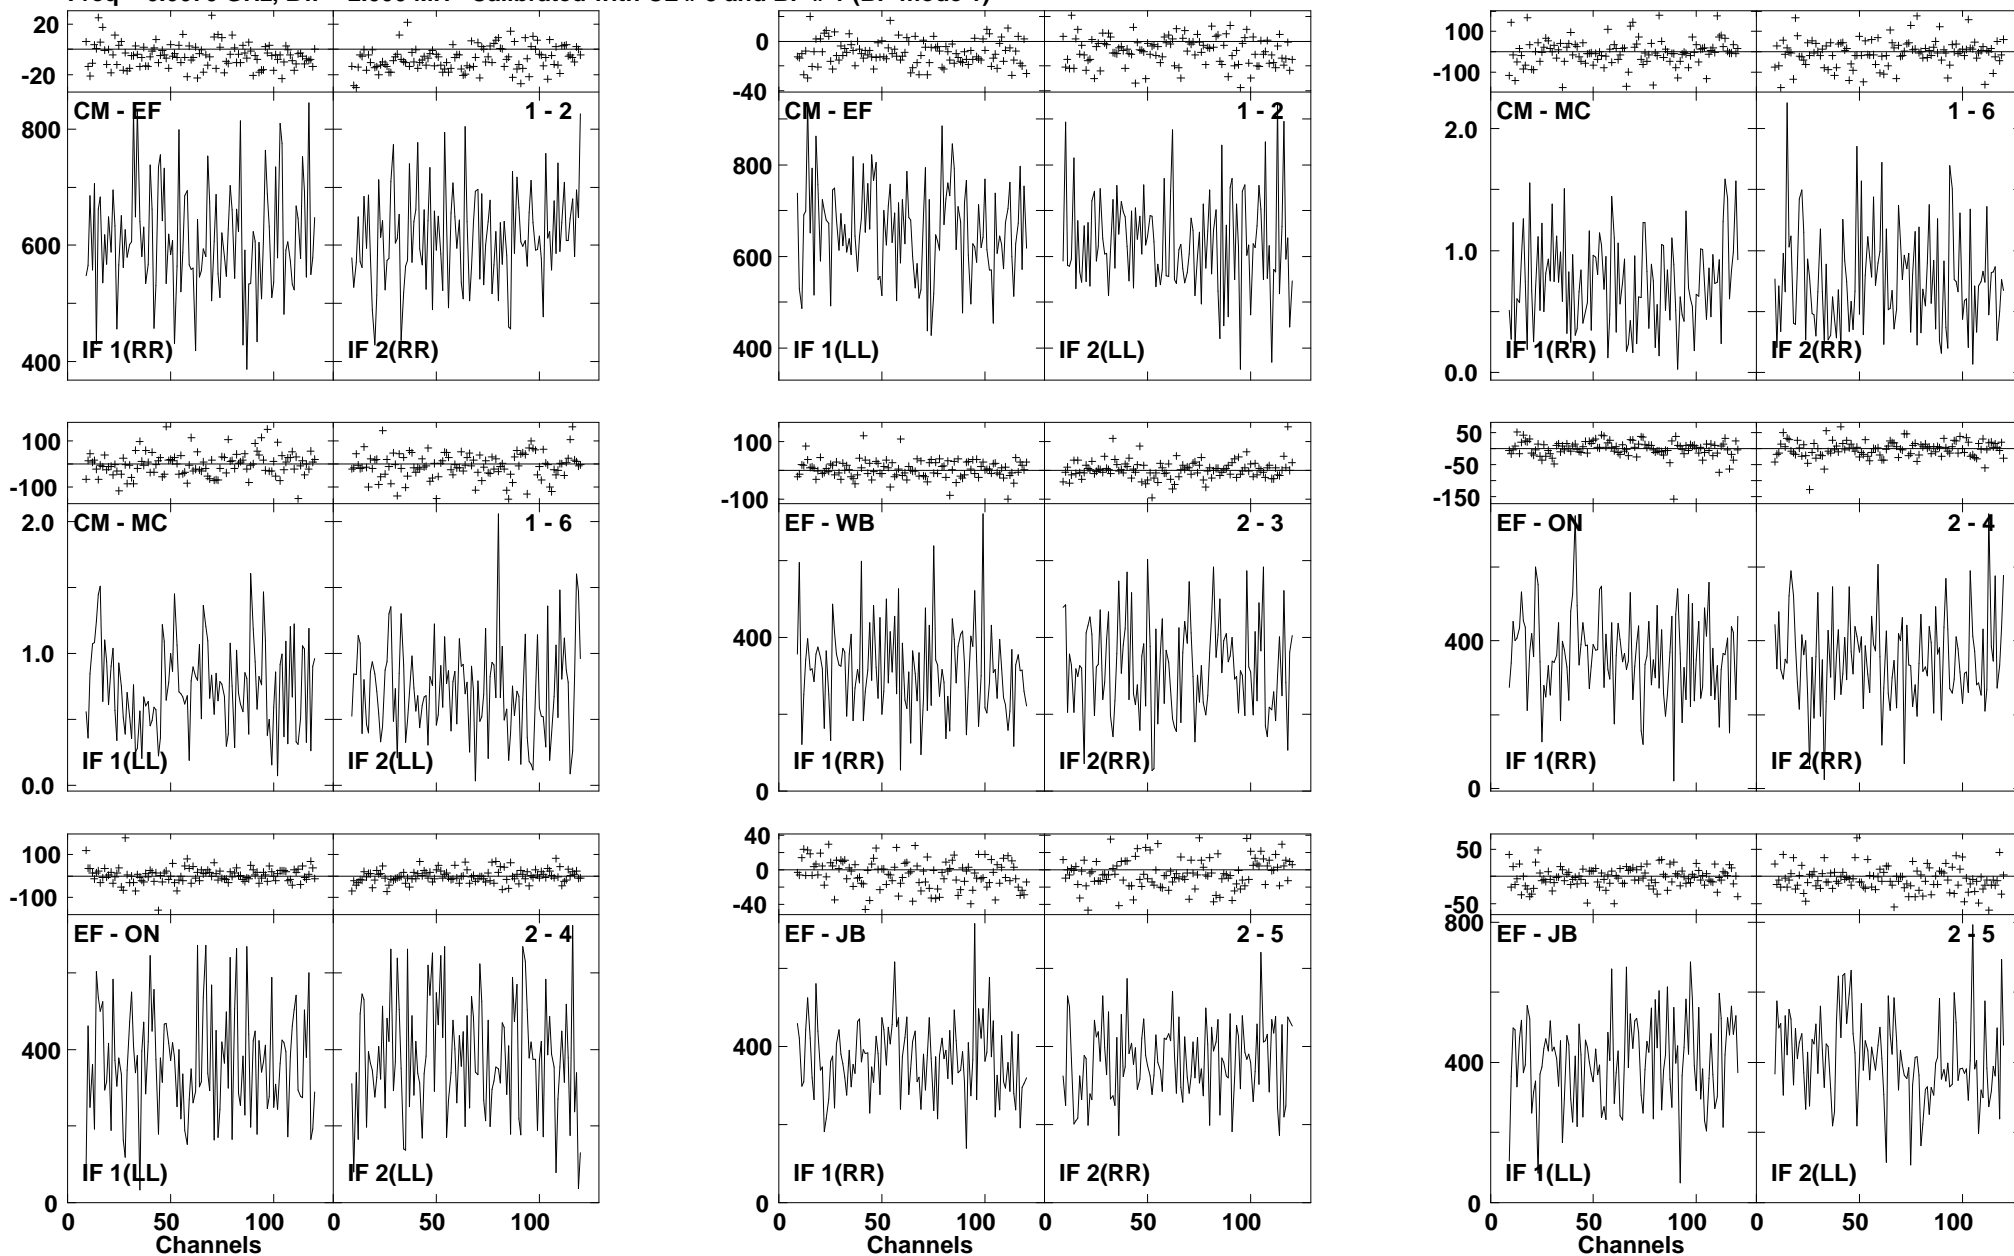 20
-20
CM - EF 1 - 2
800
600
400
IF 1(RR) IF 2(RR)
0
-40
CM - EF 1 - 2
800
600
400
IF 1(LL) IF 2(LL)
100
-100
CM - MC 1 - 6
2.0
1.0
0.0
IF 1(RR) IF 2(RR)
100
-100
CM - MC 1 - 6
2.0
1.0
0.0
IF 1(LL) IF 2(LL)
100
-100
EF - WB 2 - 3
400
0
IF 1(RR) IF 2(RR)
50
-50
-150
EF - ON 2 - 4
400
0
IF 1(RR) IF 2(RR)
100
-100
EF - ON 2 - 4
400
0
IF 1(LL) IF 2(LL)
0 50 100 0 50 100
Channels
40
0
-40
EF - JB 2 - 5
400
0
IF 1(RR) IF 2(RR)
0 50 100 0 50 100
Channels
50
-50
EF - JB 2 - 5
800
400
0
IF 1(LL) IF 2(LL)
0 50 100 0 50 100
Channels